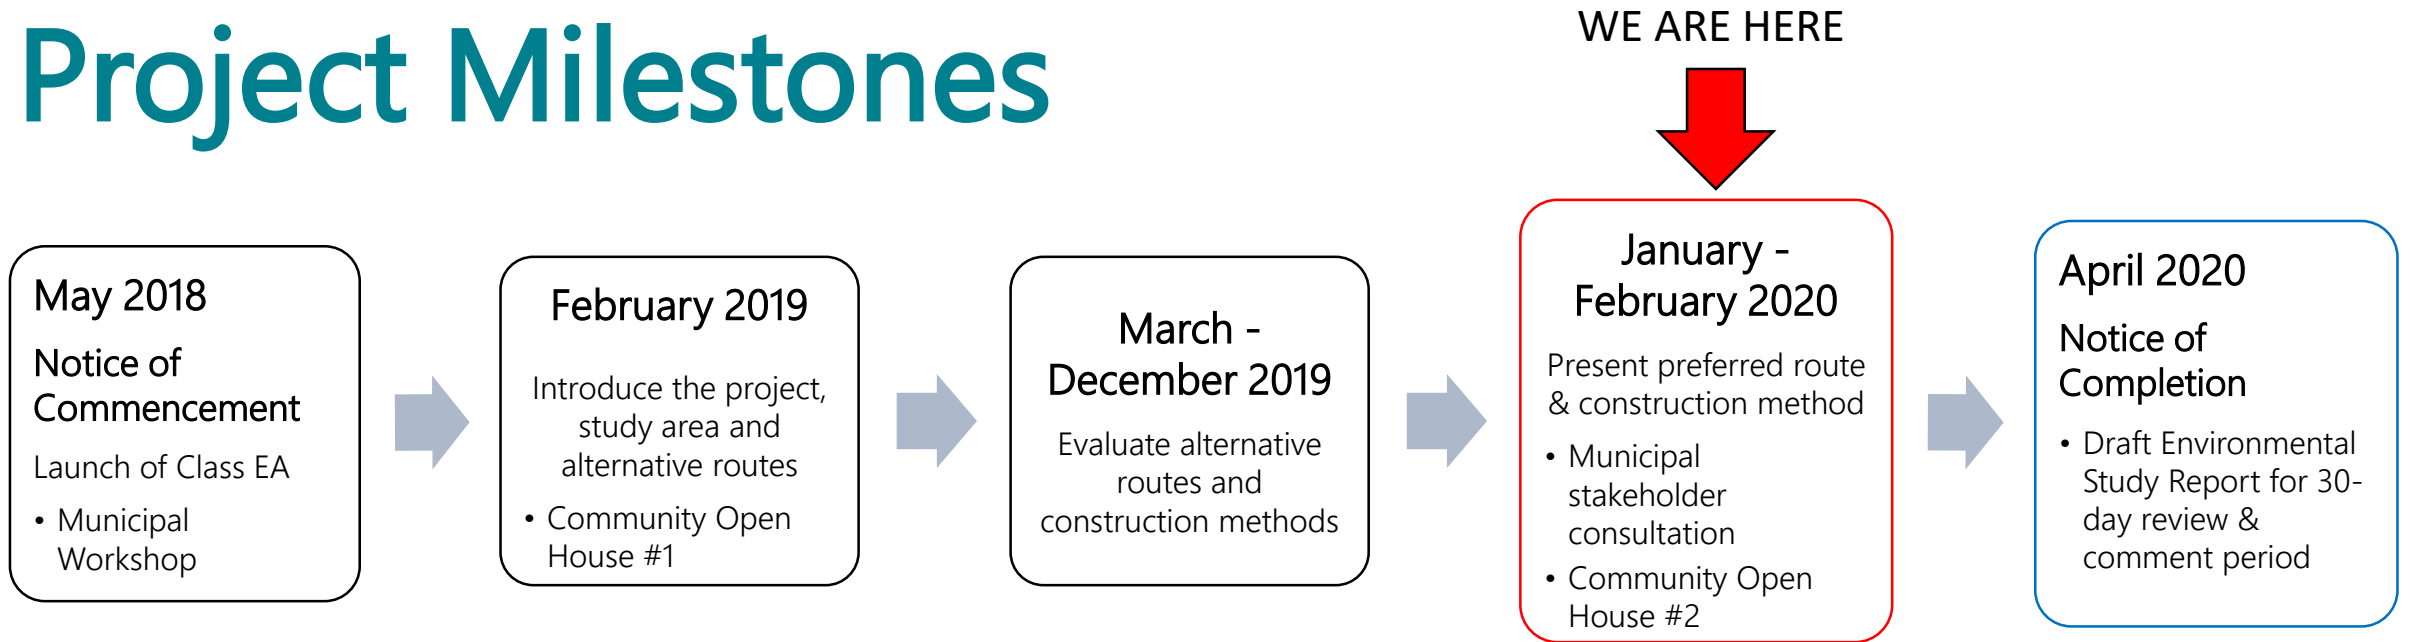 Project Milestones
WE ARE HERE
May 2018
Notice of
Commencement
Launch of Class EA
• Municipal
Workshop
February 2019
Introduce the project,
study area and
alternative routes
• Community Open
House #1
March -
December 2019
Evaluate alternative
routes and
construction methods
January -
February 2020
Present preferred route
& construction method
• Municipal
stakeholder
consultation
• Community Open
House #2
April 2020
Notice of
Completion
• Draft Environmental
Study Report for 30-
day review &
comment period